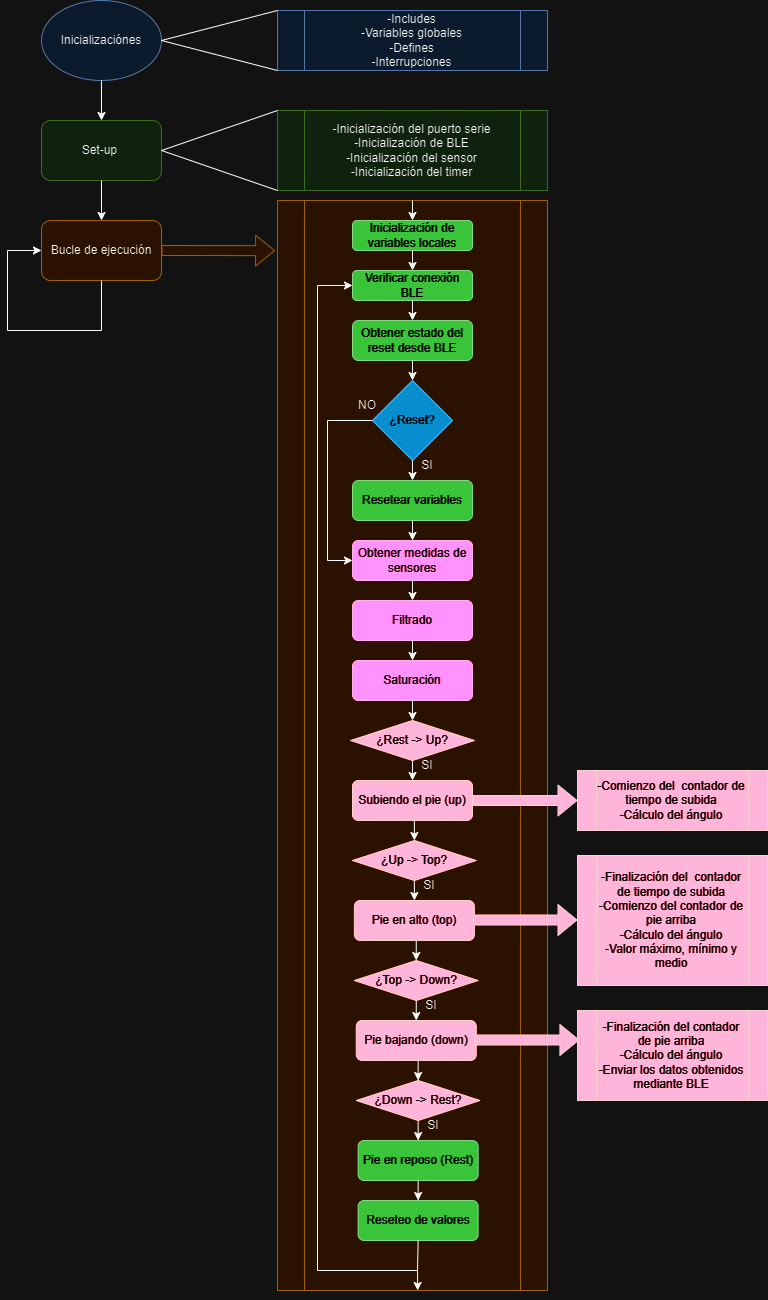 Inicializaciónes
-Includes
-Variables globales
-Defines
-Interrupciones
Set-up
-Inicialización del puerto serie
-Inicialización de BLE
-Inicialización del sensor
-Inicialización del timer
Bucle de ejecución
Inicialización de
variables locales
Verificar conexión
BLE
Obtener estado del
reset desde BLE
NO
¿Reset?
SI
Resetear variables
Obtener medidas de
sensores
Filtrado
Saturación
¿Rest -> Up?
SI
Subiendo el pie (up)
-Comienzo del contador de
tiempo de subida
-Cálculo del ángulo
¿Up -> Top?
SI
Pie en alto (top)
-Finalización del contador
de tiempo de subida
-Comienzo del contador de
pie arriba
-Cálculo del ángulo
-Valor máximo, mínimo y
medio
¿Top -> Down?
SI
Pie bajando (down)
-Finalización del contador
de pie arriba
-Cálculo del ángulo
-Enviar los datos obtenidos
mediante BLE
¿Down -> Rest?
SI
Pie en reposo (Rest)
Reseteo de valores